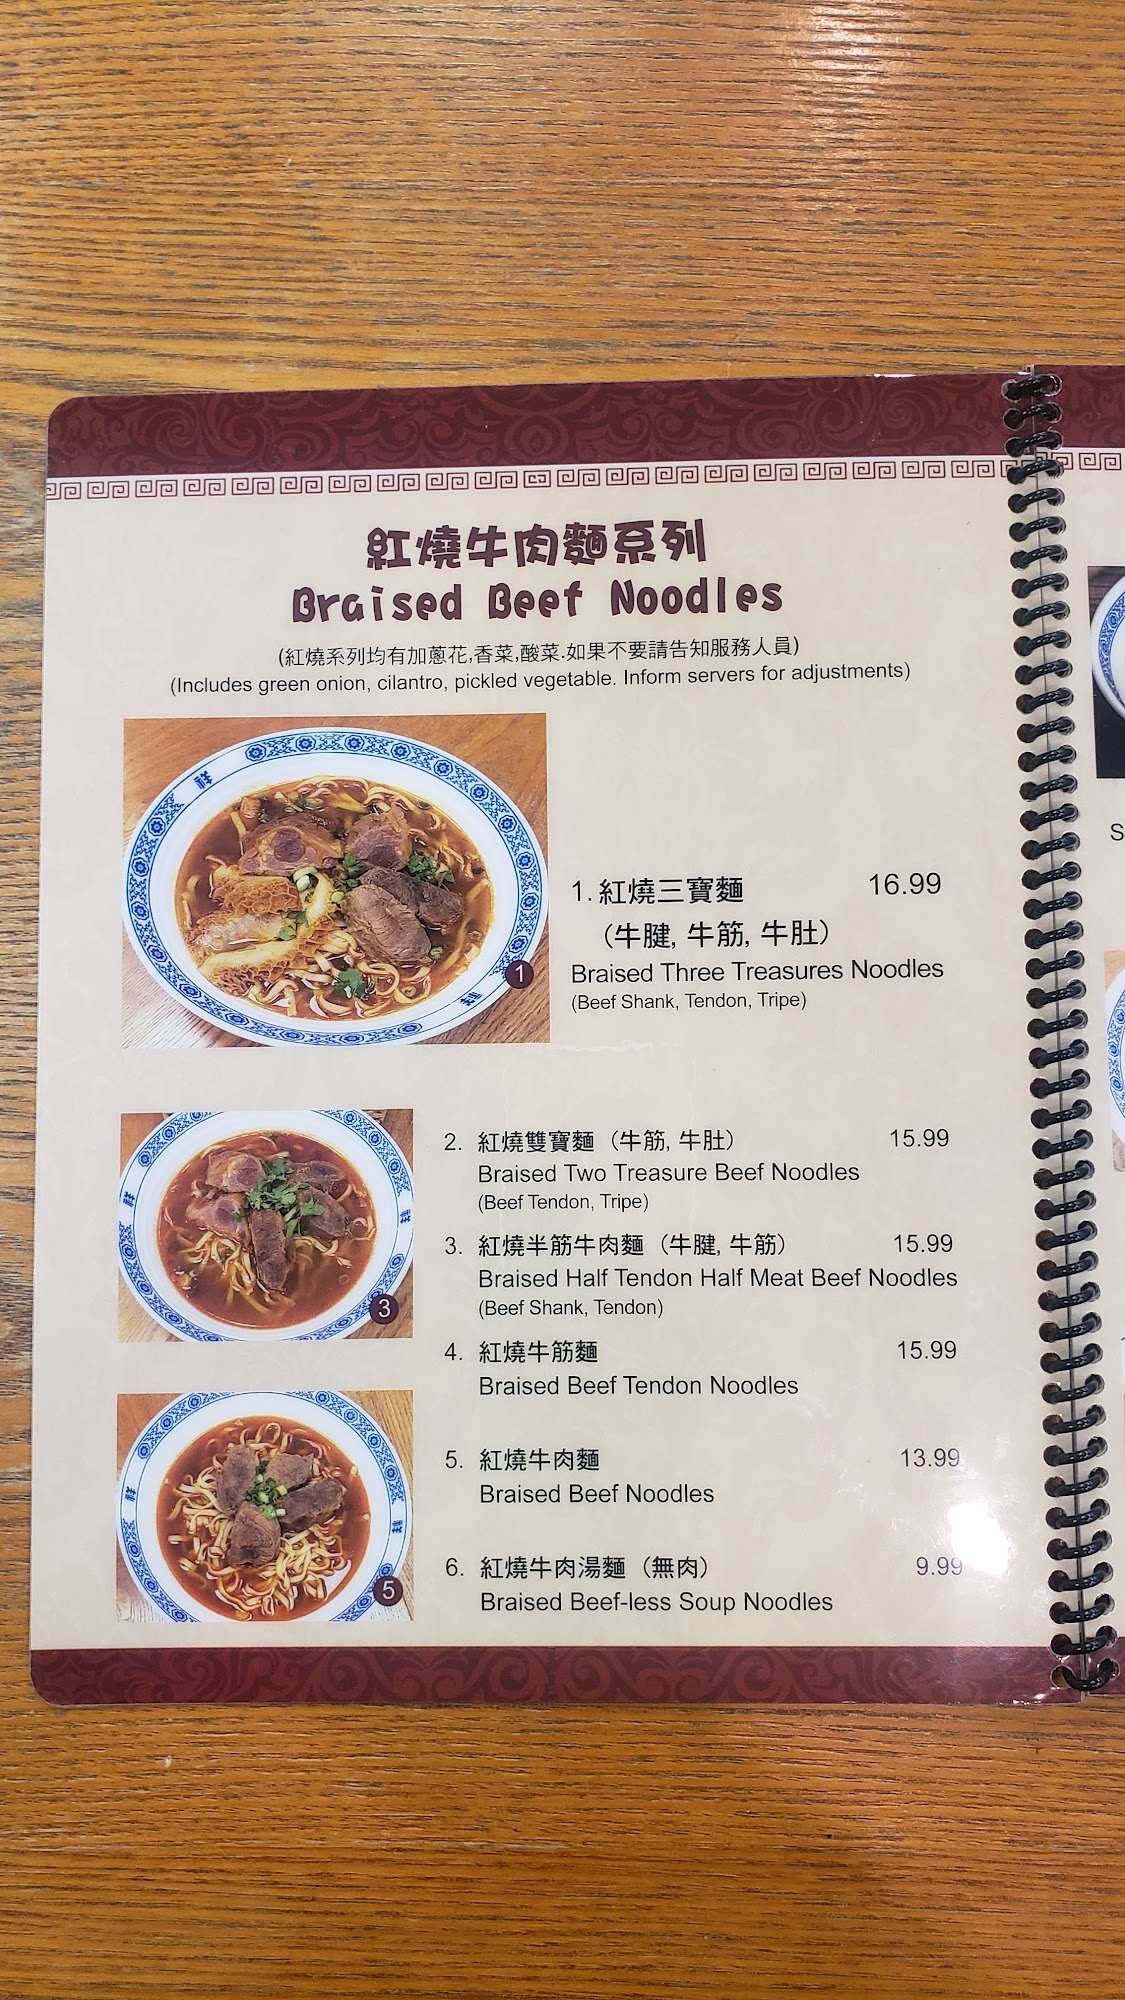 紅燒牛肉麵系列
Braised Beef Noodles
(紅燒系列均有加蔥花,香菜,酸菜.如果不要請告知服務人員)
(Includes green onion, cilantro, pickled vegetable. Inform servers for adjustments)
祥
祥
祥
1
1. 紅燒三寶麵 16.99
(牛腱, 牛筋, 牛肚)
Braised Three Treasures Noodles
(Beef Shank, Tendon, Tripe)
祥
祥
3
2. 紅燒雙寶麵 (牛筋, 牛肚) 15.99
Braised Two Treasure Beef Noodles
(Beef Tendon, Tripe)
3. 紅燒半筋牛肉麵 (牛腱, 牛筋) 15.99
Braised Half Tendon Half Meat Beef Noodles
(Beef Shank, Tendon)
4. 紅燒牛筋麵 15.99
Braised Beef Tendon Noodles
祥
祥
5
5. 紅燒牛肉麵 13.99
Braised Beef Noodles
6. 紅燒牛肉湯麵 (無肉) 9.99
Braised Beef-less Soup Noodles
S